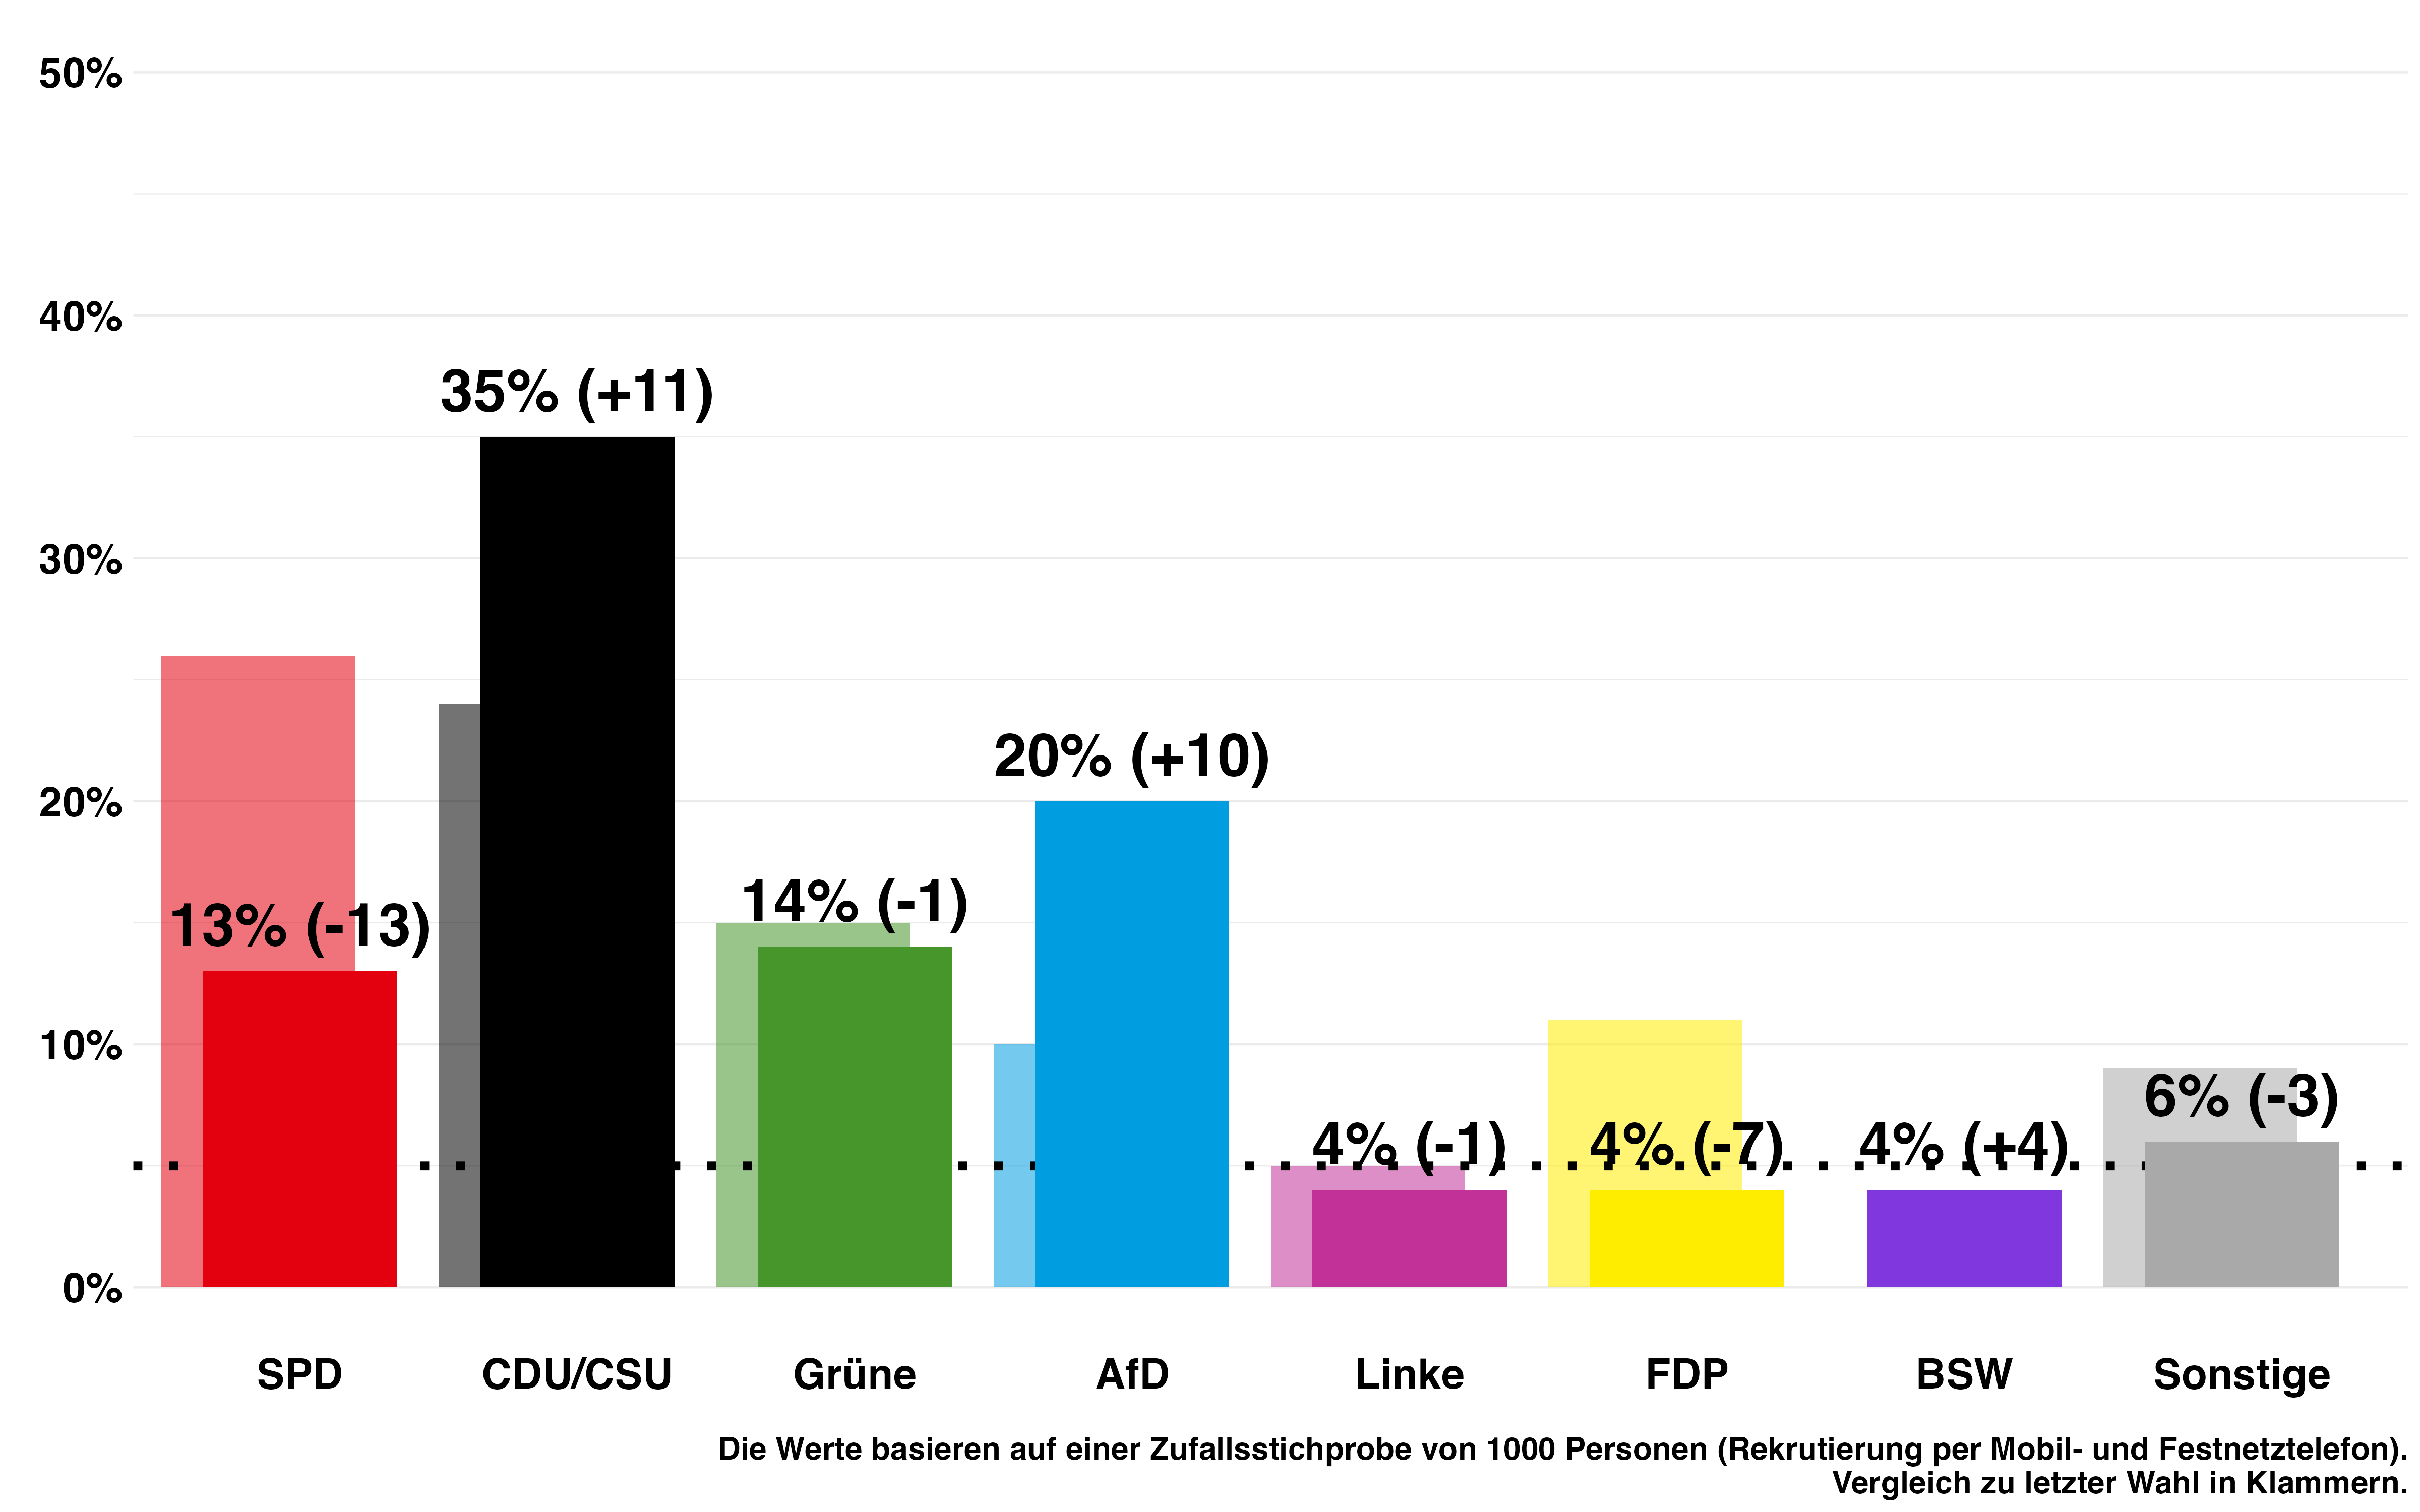 50%
40%
35% (+11)
30%
20% (+10)
20%
14% (-1)
13% (-13)
10%
6% (-3)
4% (-1)
4% (-7)
4% (+4)
0%
SPD
CDU/CSU
Grüne
AfD
Linke
FDP
BSW
Sonstige
Die Werte basieren auf einer Zufallsstichprobe von 1000 Personen (Rekrutierung per Mobil- und Festnetztelefon).
Vergleich zu letzter Wahl in Klammern.